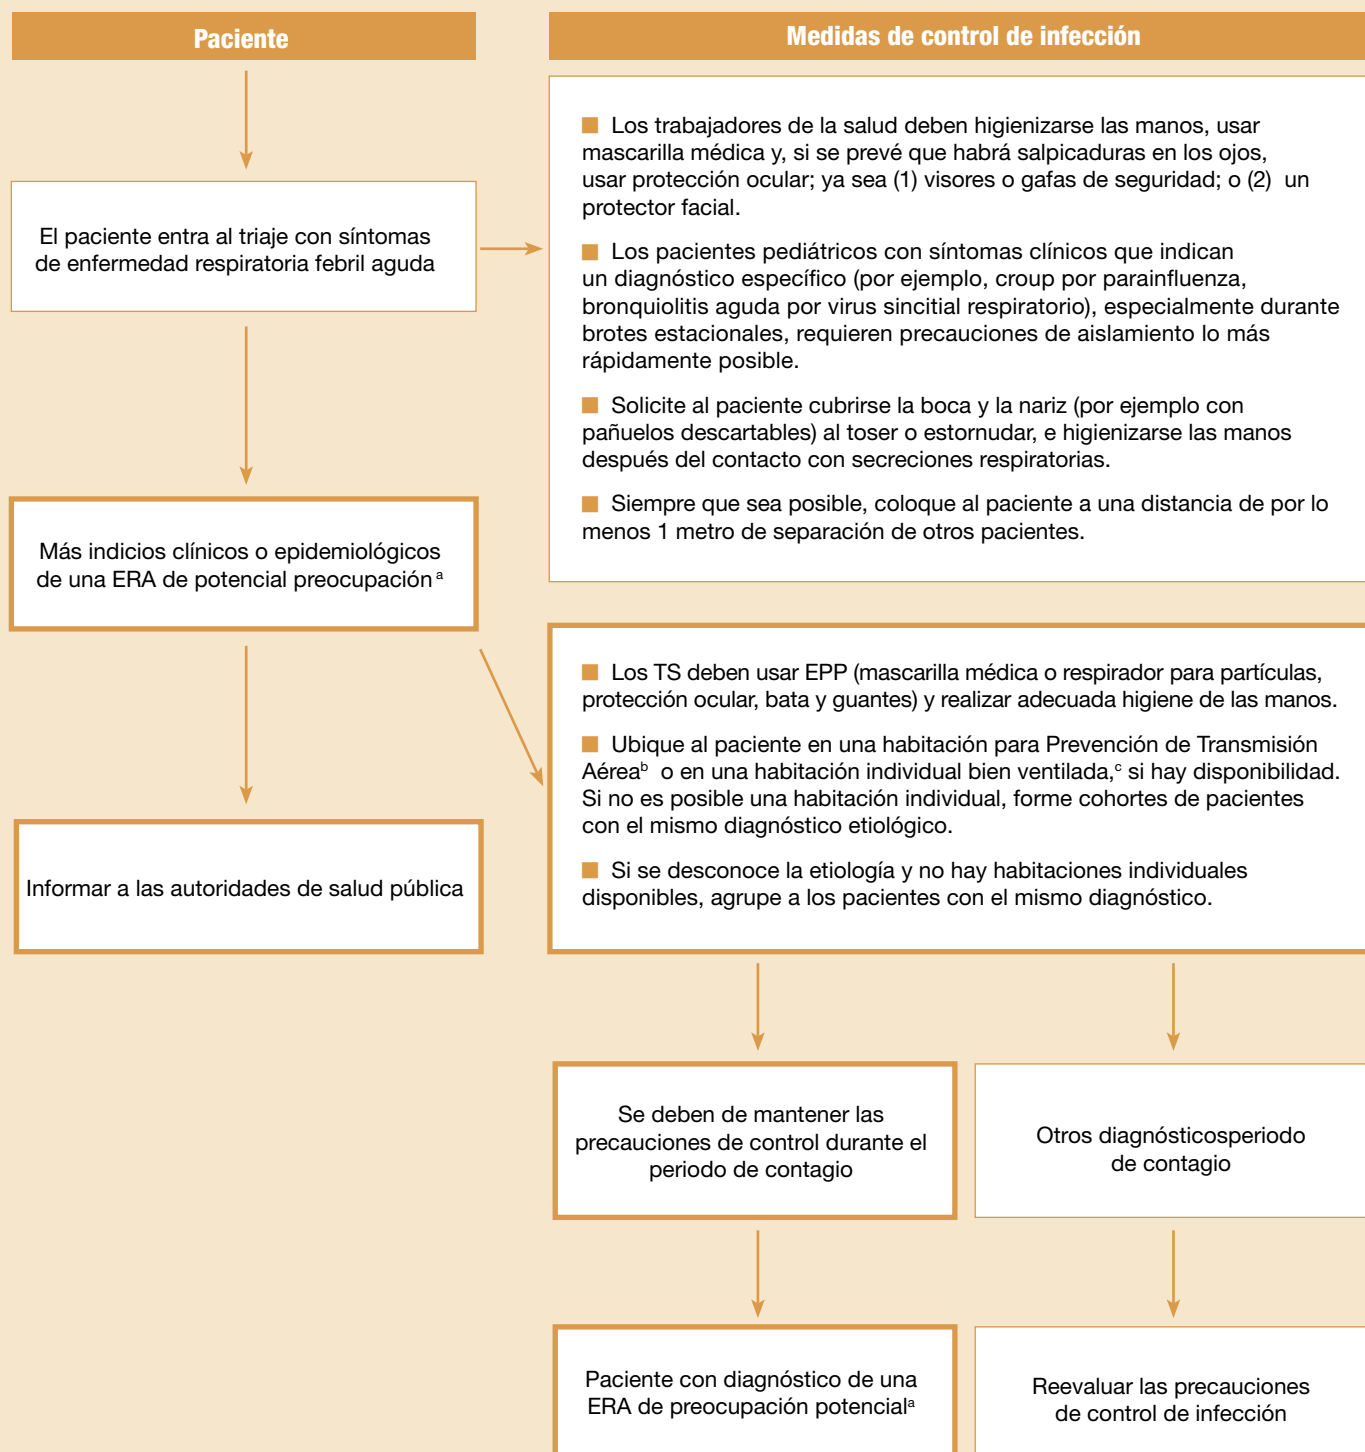 Paciente
Medidas de control de infección
El paciente entra al triaje con síntomas
de enfermedad respiratoria febril aguda
■ Los trabajadores de la salud deben higienizarse las manos, usar
mascarilla médica y, si se prevé que habrá salpicaduras en los ojos,
usar protección ocular; ya sea (1) visores o gafas de seguridad; o (2) un
protector facial.
■ Los pacientes pediátricos con síntomas clínicos que indican
un diagnóstico específico (por ejemplo, croup por parainfluenza,
bronquiolitis aguda por virus sincitial respiratorio), especialmente durante
brotes estacionales, requieren precauciones de aislamiento lo más
rápidamente posible.
■ Solicite al paciente cubrirse la boca y la nariz (por ejemplo con
pañuelos descartables) al toser o estornudar, e higienizarse las manos
después del contacto con secreciones respiratorias.
■ Siempre que sea posible, coloque al paciente a una distancia de por lo
menos 1 metro de separación de otros pacientes.
Más indicios clínicos o epidemiológicos
de una ERA de potencial preocupación a
■ Los TS deben usar EPP (mascarilla médica o respirador para partículas,
protección ocular, bata y guantes) y realizar adecuada higiene de las manos.
■ Ubique al paciente en una habitación para Prevención de Transmisión
Aéreab o en una habitación individual bien ventilada,c si hay disponibilidad.
Si no es posible una habitación individual, forme cohortes de pacientes
con el mismo diagnóstico etiológico.
■ Si se desconoce la etiología y no hay habitaciones individuales
disponibles, agrupe a los pacientes con el mismo diagnóstico.
Informar a las autoridades de salud pública
Se deben de mantener las
precauciones de control durante el
periodo de contagio
Otros diagnósticosperiodo
de contagio
Paciente con diagnóstico de una
ERA de preocupación potenciala
Reevaluar las precauciones
de control de infección